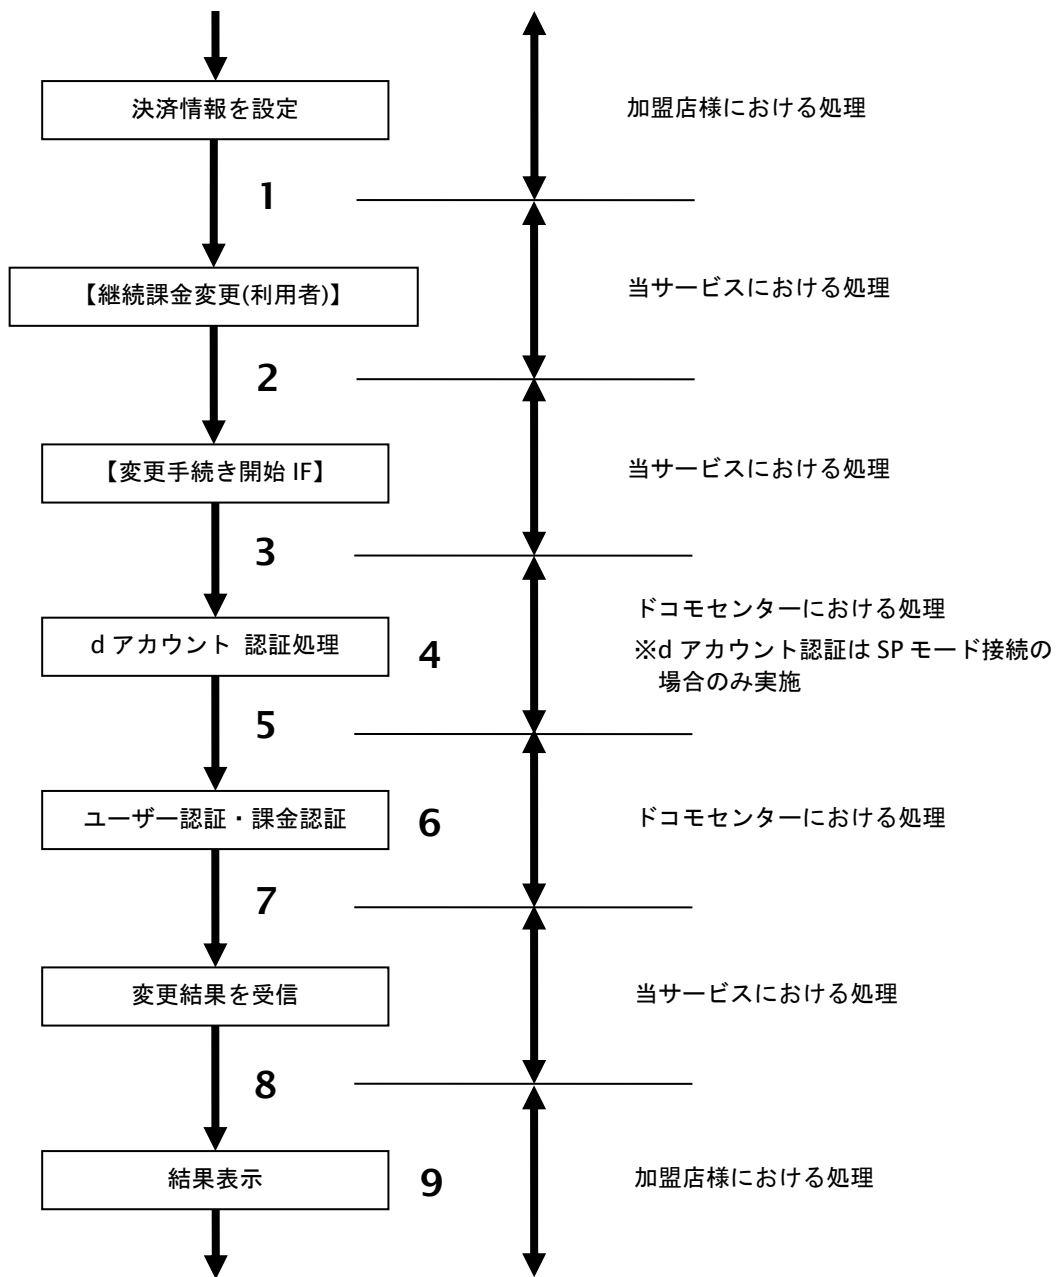 決済情報を設定
加盟店様における処理
1
【継続課金変更(利用者)】
当サービスにおける処理
2
【変更手続き開始 IF】
当サービスにおける処理
3
ドコモセンターにおける処理
d アカウント 認証処理
4
※d アカウント認証は SP モード接続の
場合のみ実施
5
ユーザー認証・課金認証
6
ドコモセンターにおける処理
7
変更結果を受信
当サービスにおける処理
8
結果表示
9
加盟店様における処理